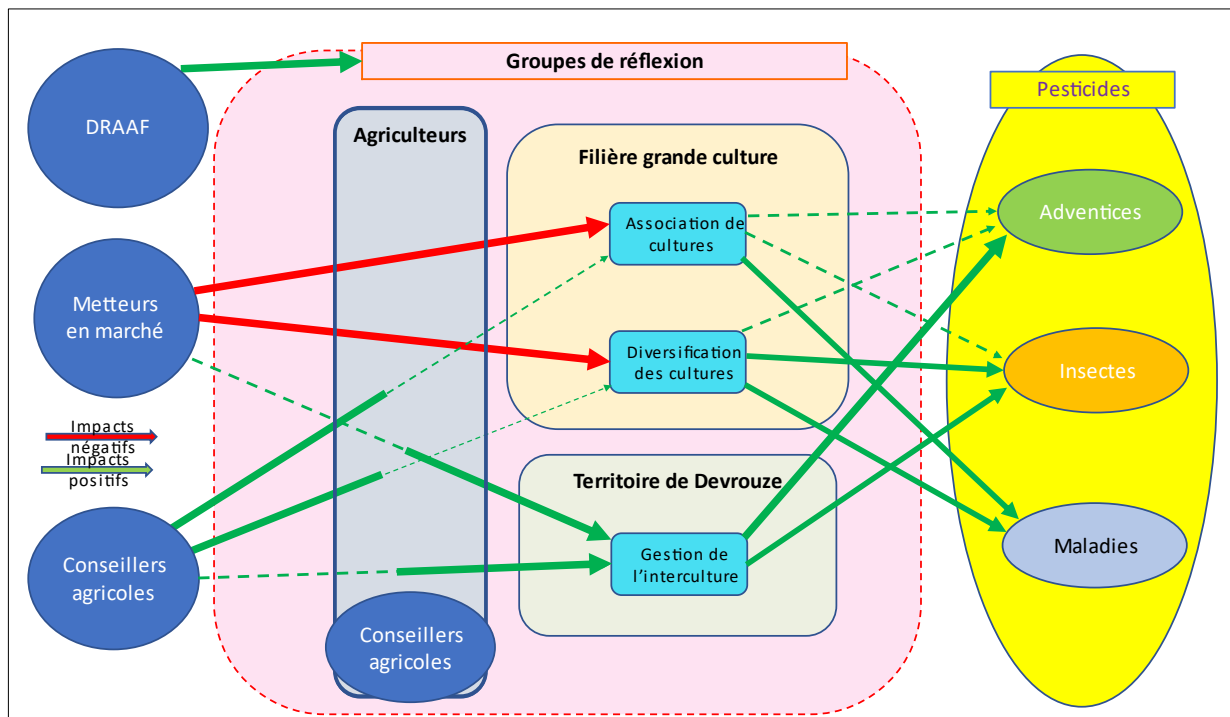 Groupes de réflexion
DRAAF
Agriculteurs
Filière grande culture
Pesticides
Association de
cultures
Adventices
Metteurs
en marché
Diversification
des cultures
Insectes
Impacts
négatifs
Impacts
positifs
Territoire de Devrouze
Conseillers
agricoles
Gestion de
l'interculture
Maladies
Conseillers
agricoles